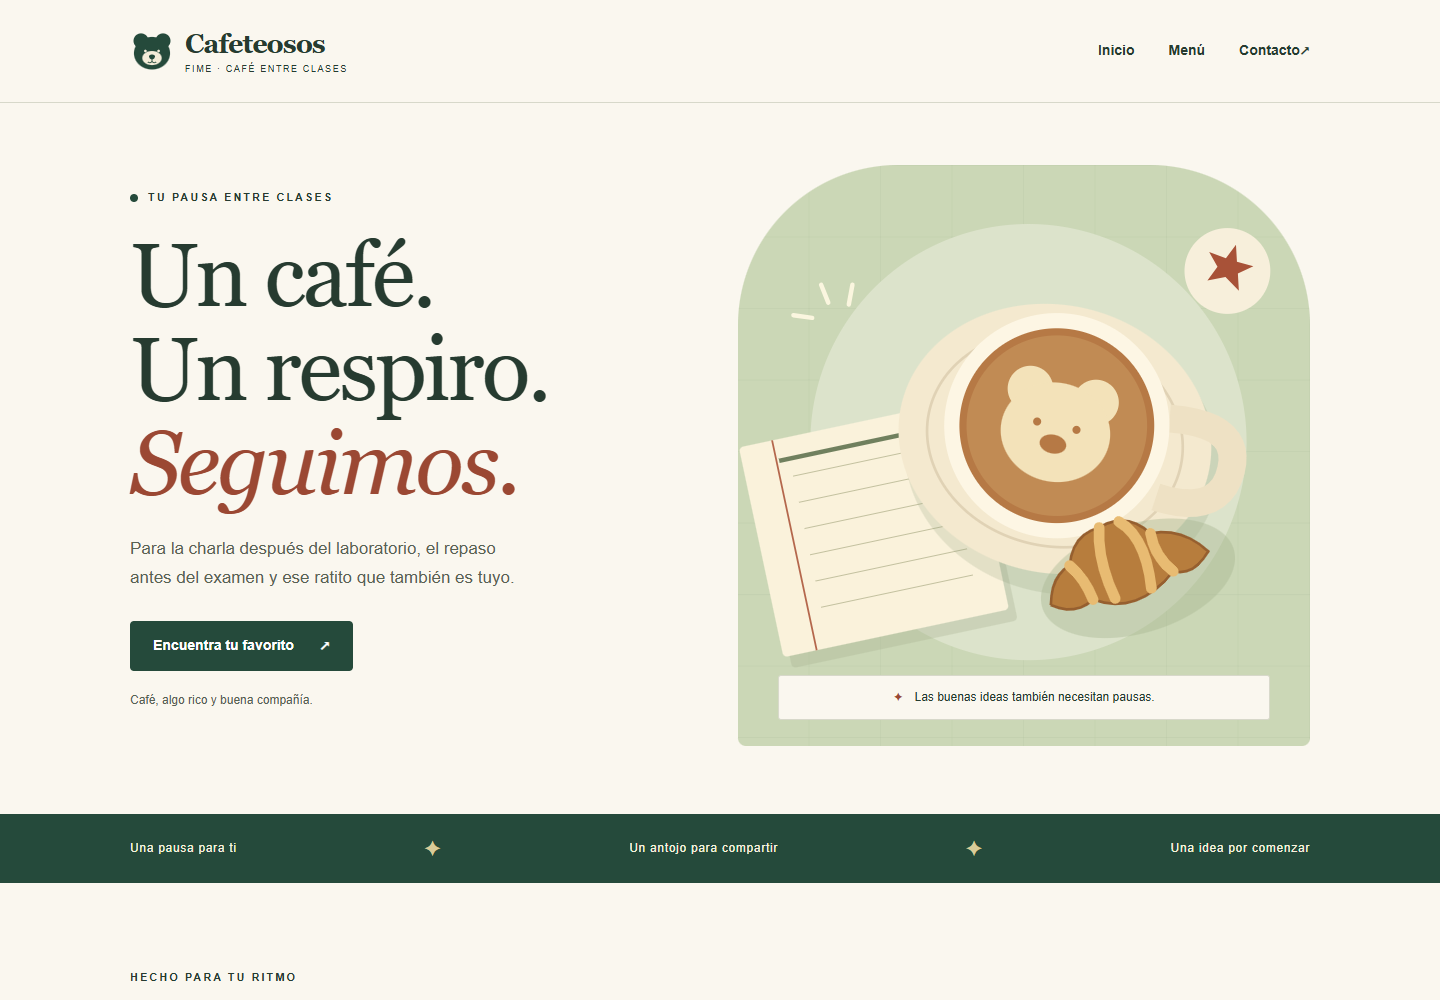 Cafeteosos
FIME · CAFÉ ENTRE CLASES
Inicio
Menú
Contacto↗
TU PAUSA ENTRE CLASES
Un café.
Un respiro.
Seguimos.
Para la charla después del laboratorio, el repaso
antes del examen y ese ratito que también es tuyo.
Encuentra tu favorito ↗
Café, algo rico y buena compañía.
✦ Las buenas ideas también necesitan pausas.
Una pausa para ti ✦ Un antojo para compartir ✦ Una idea por comenzar
HECHO PARA TU RITMO